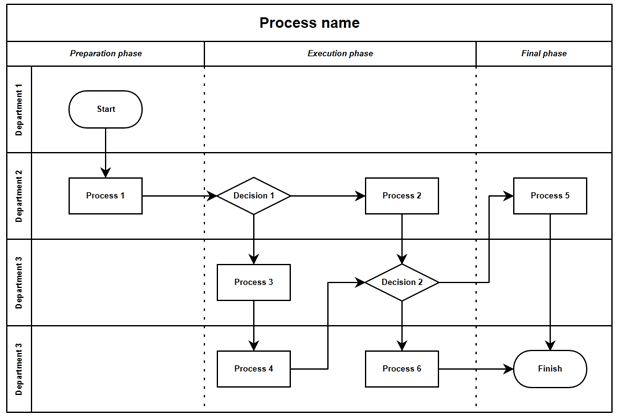 Process name
Preparation phase
Execution phase
Final phase
Department 1
Start
Department 2
Process 1
Decision 1
Process 2
Process 5
Department 3
Process 3
Decision 2
Department 3
Process 4
Process 6
Finish